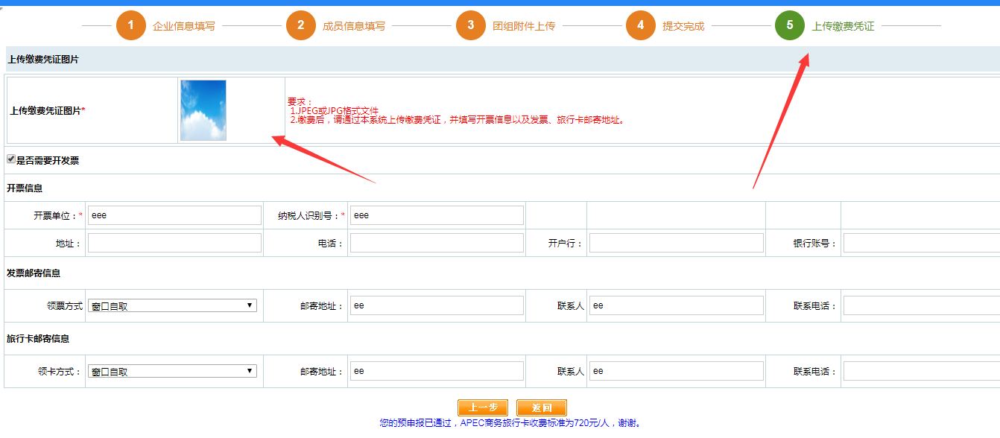 1 企业信息填写 2 成员信息填写 3 团组附件上传 4 提交完成 5 上传缴费凭证
上传缴费凭证图片
上传缴费凭证图片*
要求：
1.JPEG或JPG格式文件
2.缴费后，请通过本系统上传缴费凭证，并填写开票信息以及发票、旅行卡邮寄地址。
是否需要开发票
开票信息
开票单位：* eee 纳税人识别号：* eee
地址： 电话： 开户行： 银行账号：
发票邮寄信息
领票方式 窗口自取 邮寄地址： ee 联系人 ee 联系电话：
旅行卡邮寄信息
领卡方式： 窗口自取 邮寄地址： ee 联系人 ee 联系电话：
上一步 返回
您的预申报已通过，APEC商务旅行卡收费标准为720元/人，谢谢。